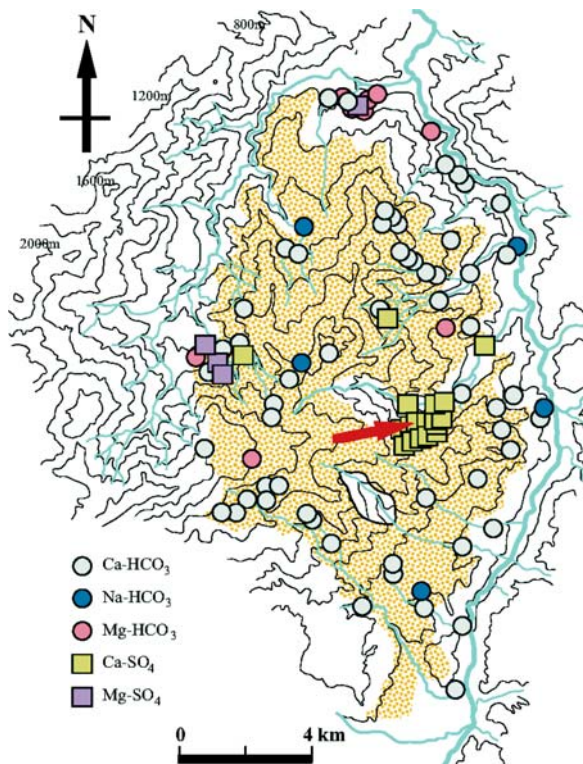 800m
N
1200m
1600m
2000m
Ca-HCO₃
Na-HCO₃
Mg-HCO₃
Ca-SO₄
Mg-SO₄
0 4 km